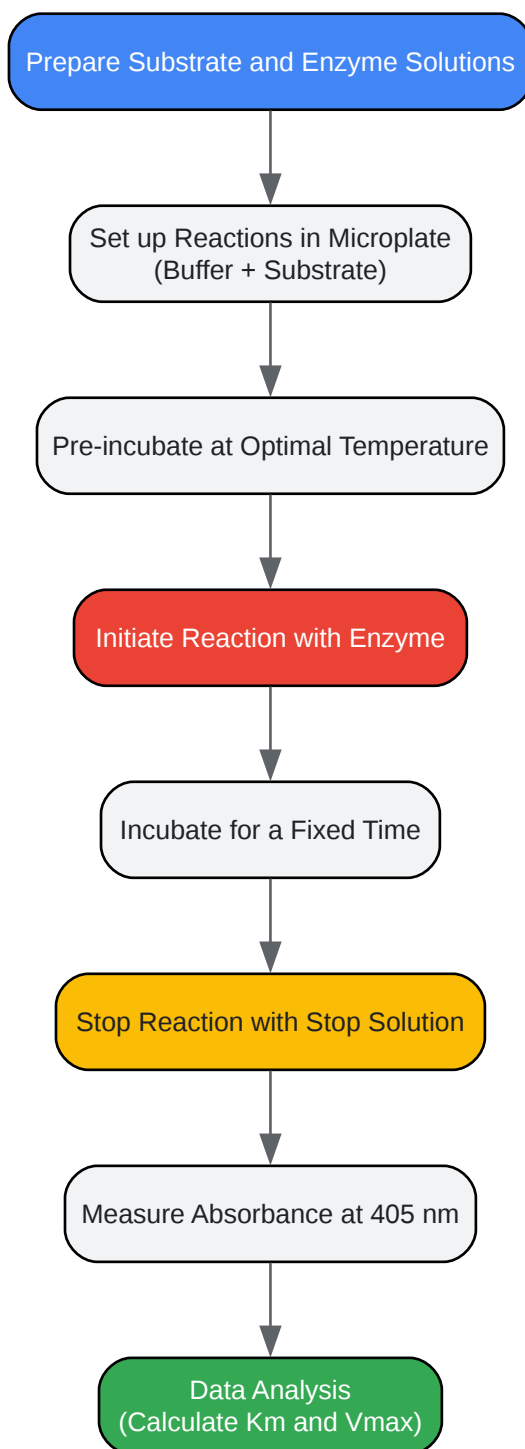 Prepare Substrate and Enzyme Solutions
Set up Reactions in Microplate
(Buffer + Substrate)
Pre-incubate at Optimal Temperature
Initiate Reaction with Enzyme
Incubate for a Fixed Time
Stop Reaction with Stop Solution
Measure Absorbance at 405 nm
Data Analysis
(Calculate Km and Vmax)